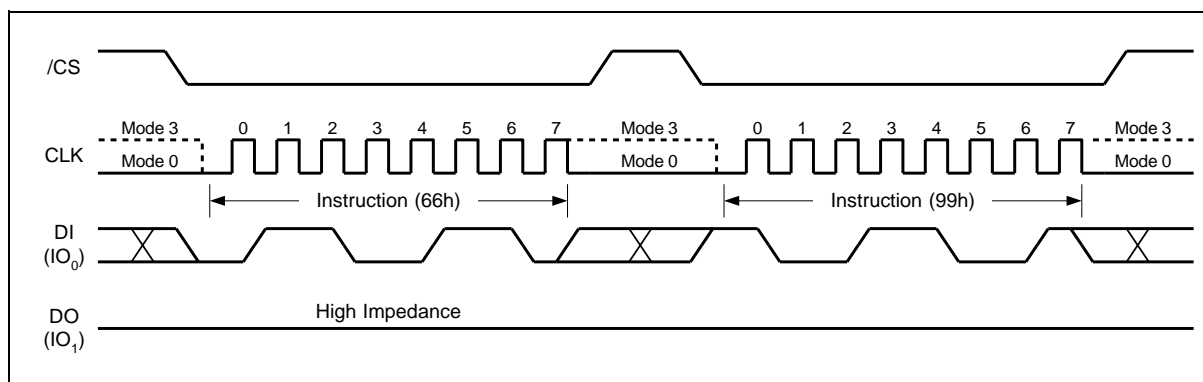 /CS
Mode 3 0 1 2 3 4 5 6 7 Mode 3 0 1 2 3 4 5 6 7 Mode 3
CLK
Mode 0 Mode 0 Mode 0
Instruction (66h) Instruction (99h)
DI
(IO0)
High Impedance
DO
(IO1)